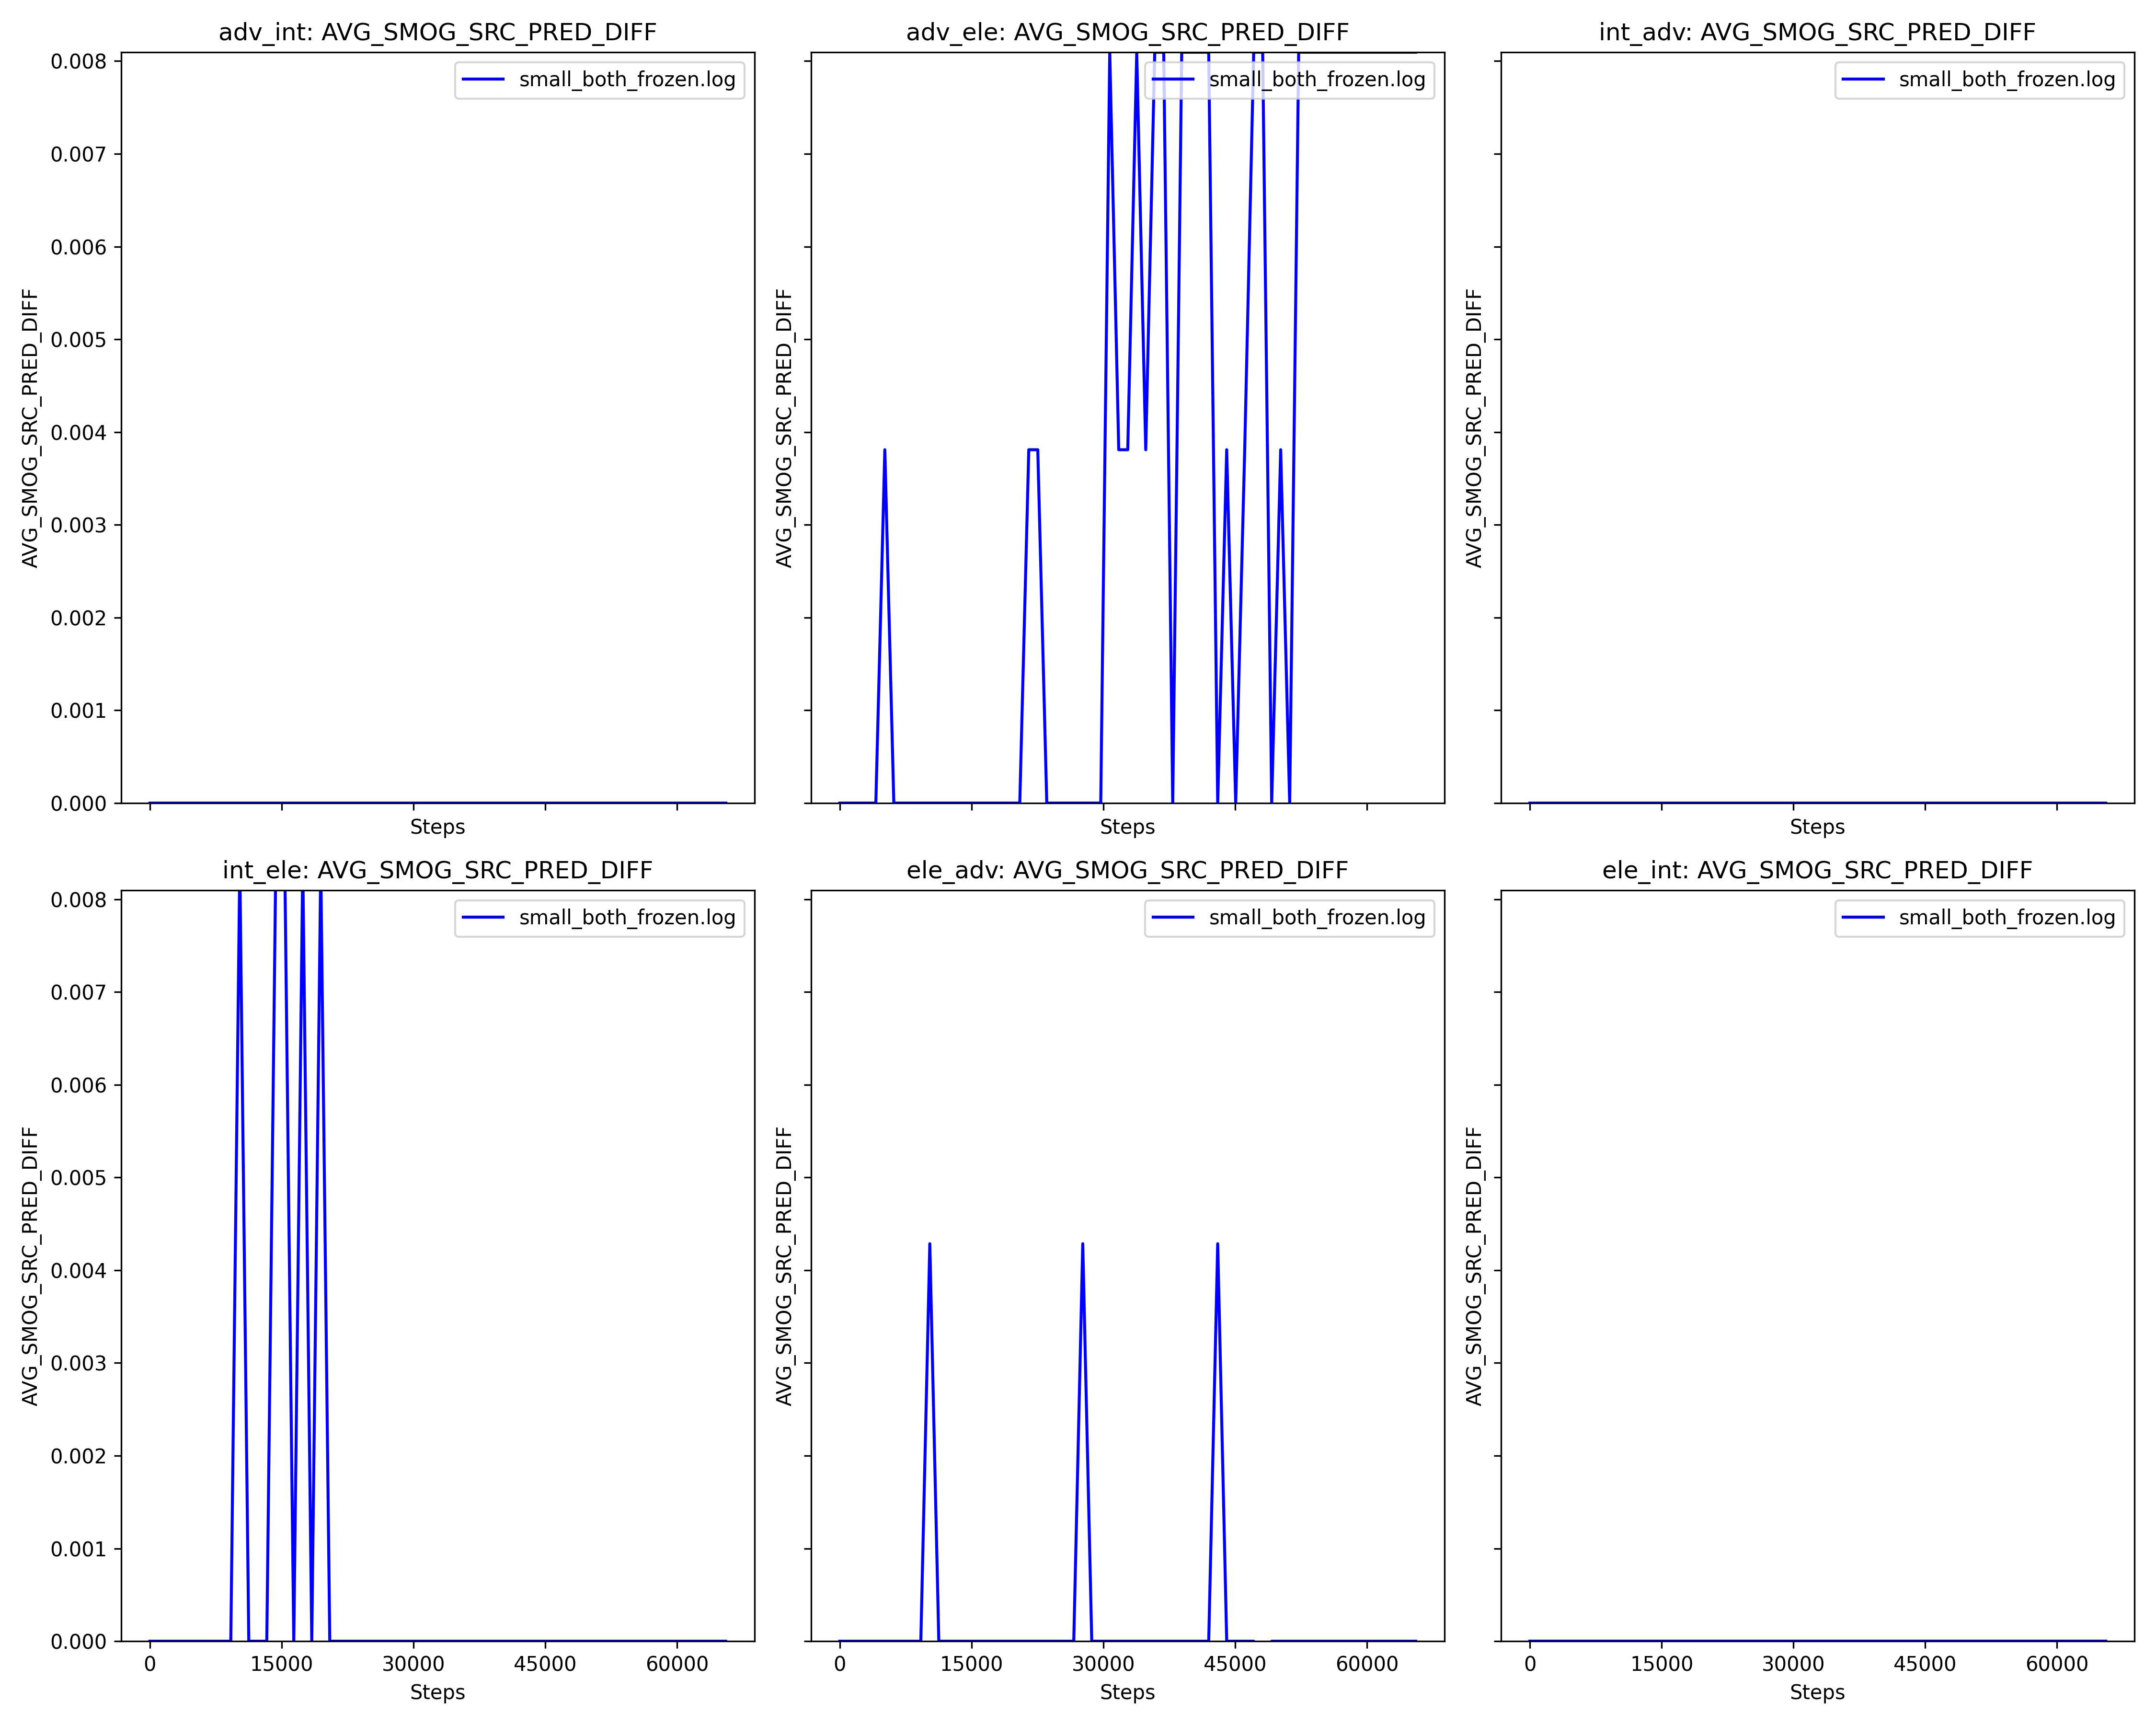 adv_int: AVG_SMOG_SRC_PRED_DIFF
adv_ele: AVG_SMOG_SRC_PRED_DIFF
int_adv: AVG_SMOG_SRC_PRED_DIFF
small_both_frozen.log
small_both_frozen.log
small_both_frozen.log
0.008
0.007
0.006
0.005
0.004
0.003
0.002
0.001
0.000
AVG_SMOG_SRC_PRED_DIFF
AVG_SMOG_SRC_PRED_DIFF
AVG_SMOG_SRC_PRED_DIFF
Steps
Steps
Steps
int_ele: AVG_SMOG_SRC_PRED_DIFF
ele_adv: AVG_SMOG_SRC_PRED_DIFF
ele_int: AVG_SMOG_SRC_PRED_DIFF
small_both_frozen.log
small_both_frozen.log
small_both_frozen.log
0.008
0.007
0.006
0.005
0.004
0.003
0.002
0.001
0.000
AVG_SMOG_SRC_PRED_DIFF
AVG_SMOG_SRC_PRED_DIFF
AVG_SMOG_SRC_PRED_DIFF
0 15000 30000 45000 60000
0 15000 30000 45000 60000
0 15000 30000 45000 60000
Steps
Steps
Steps